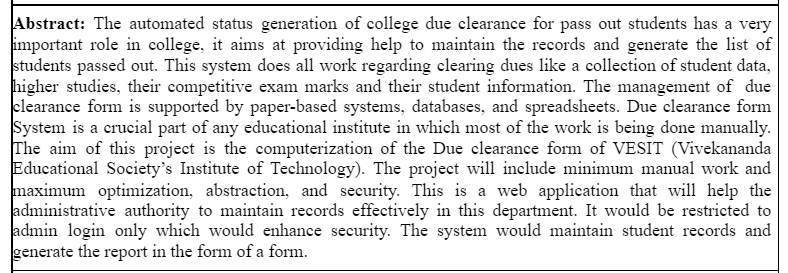 Abstract: The automated status generation of college due clearance for pass out students has a very
important role in college, it aims at providing help to maintain the records and generate the list of
students passed out. This system does all work regarding clearing dues like a collection of student data,
higher studies, their competitive exam marks and their student information. The management of due
clearance form is supported by paper-based systems, databases, and spreadsheets. Due clearance form
System is a crucial part of any educational institute in which most of the work is being done manually.
The aim of this project is the computerization of the Due clearance form of VESIT (Vivekananda
Educational Society's Institute of Technology). The project will include minimum manual work and
maximum optimization, abstraction, and security. This is a web application that will help the
administrative authority to maintain records effectively in this department. It would be restricted to
admin login only which would enhance security. The system would maintain student records and
generate the report in the form of a form.